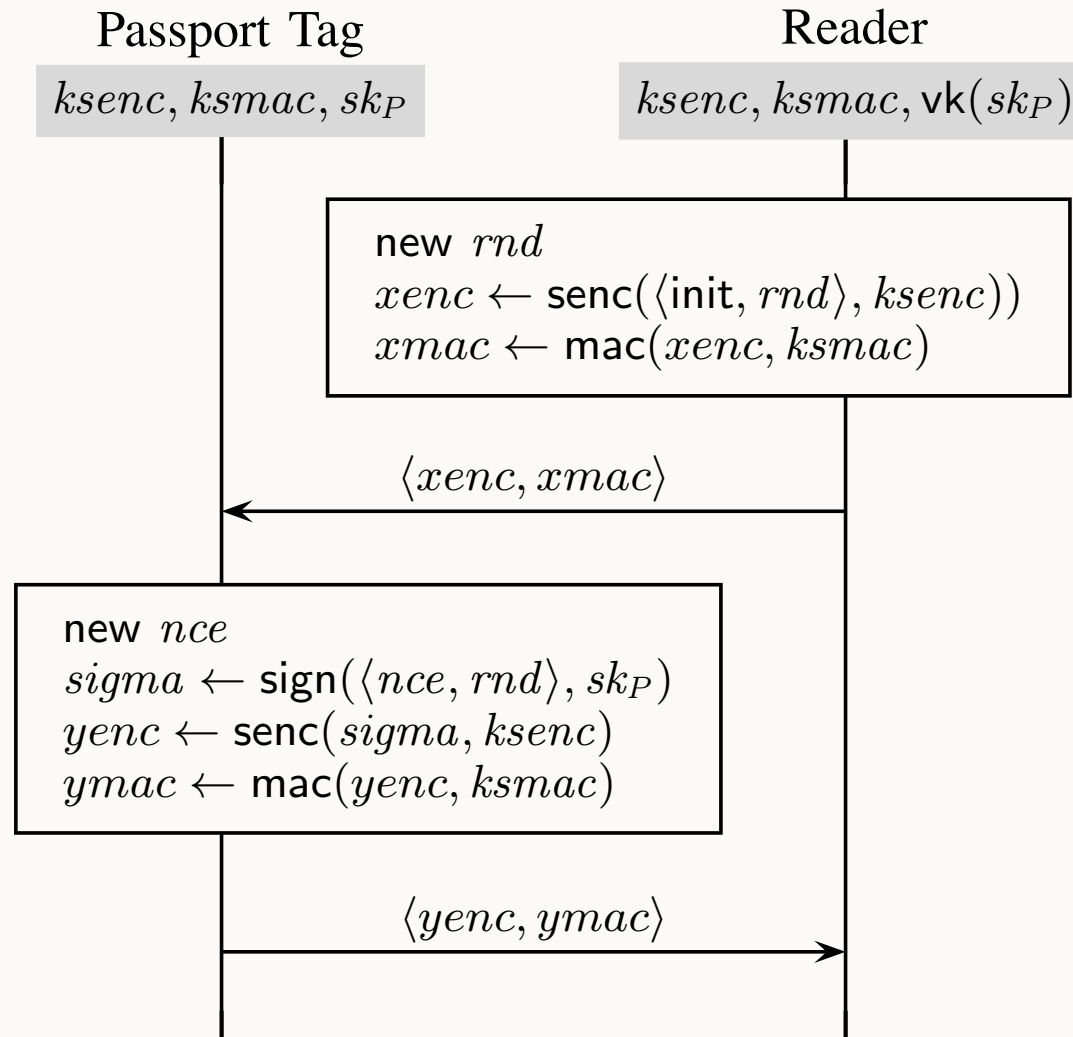 Passport Tag
Reader
ksenc, ksmac, sk_P
ksenc, ksmac, vk(sk_P)
new rnd
xenc ← senc(⟨init, rnd⟩, ksenc))
xmac ← mac(xenc, ksmac)
⟨xenc, xmac⟩
new nce
sigma ← sign(⟨nce, rnd⟩, sk_P)
yenc ← senc(sigma, ksenc)
ymac ← mac(yenc, ksmac)
⟨yenc, ymac⟩